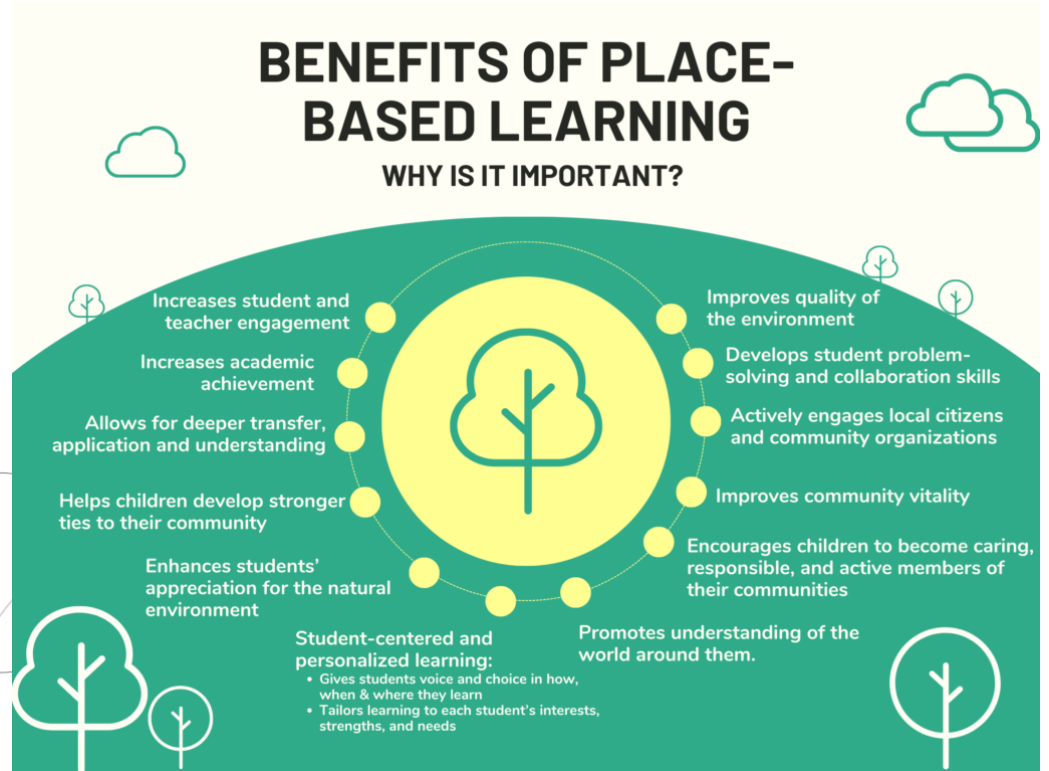 BENEFITS OF PLACE-
BASED LEARNING
WHY IS IT IMPORTANT?
Increases student and
teacher engagement
Increases academic
achievement
Allows for deeper transfer,
application and understanding
Helps children develop stronger
ties to their community
Enhances students'
appreciation for the natural
environment
Student-centered and
personalized learning:
• Gives students voice and choice in how,
when & where they learn
• Tailors learning to each student's interests,
strengths, and needs
Improves quality of
the environment
Develops student problem-
solving and collaboration skills
Actively engages local citizens
and community organizations
Improves community vitality
Encourages children to become caring,
responsible, and active members of
their communities
Promotes understanding of the
world around them.